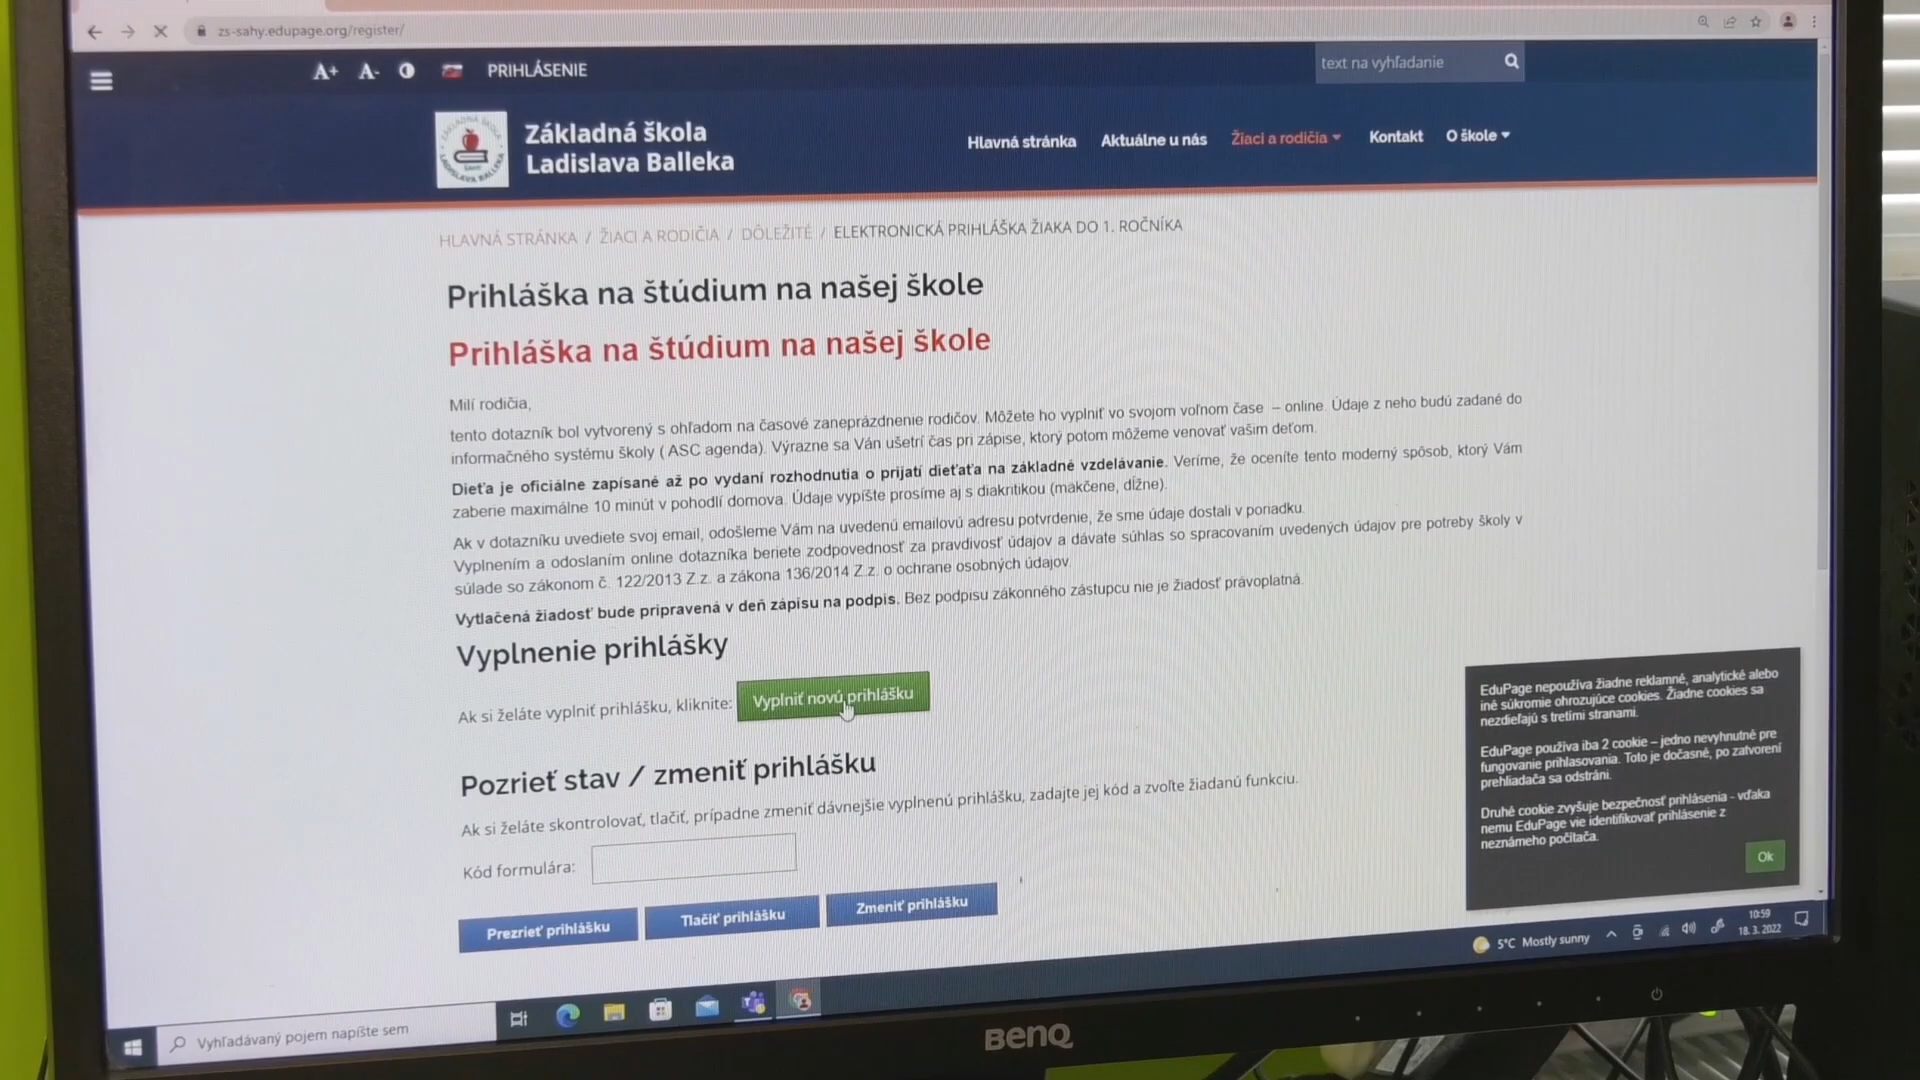 zs-sahy.edupage.org/register/
A+ A- PRIHLÁSENIE
text na vyhľadanie
Základná škola
Ladislava Balleka
Hlavná stránka Aktuálne u nás Žiaci a rodičia Kontakt O škole
HLAVNÁ STRÁNKA / ŽIACI A RODIČIA / DÔLEŽITÉ / ELEKTRONICKÁ PRIHLÁŠKA ŽIAKA DO 1. ROČNÍKA
Prihláška na štúdium na našej škole
Prihláška na štúdium na našej škole
Milí rodičia,
tento dotazník bol vytvorený s ohľadom na časové zaneprázdnenie rodičov. Môžete ho vyplniť vo svojom voľnom čase – online. Údaje z neho budú zadané do
informačného systému školy ( ASC agenda). Výrazne sa Ván ušetrí čas pri zápise, ktorý potom môžeme venovať vašim deťom.
Dieťa je oficiálne zapísané až po vydaní rozhodnutia o prijatí dieťaťa na základné vzdelávanie. Veríme, že oceníte tento moderný spôsob, ktorý Vám
zabene maximálne 10 minút v pohodlí domova. Údaje vypíšte prosíme aj s diakritikou (makčene, dĺžne).
Ak v dotazníku uvediete svoj email, odošleme Vám na uvedenú emailovú adresu potvrdenie, že sme údaje dostali v poriadku.
Vyplnením a odoslaním online dotazníka beriete zodpovednosť za pravdivosť údajov a dávate súhlas so spracovaním uvedených údajov pre potreby školy v
súlade so zákonom č. 122/2013 Z.z. a zákona 136/2014 Z.z. o ochrane osobných údajov.
Vytlačená žiadosť bude pripravená v deň zápisu na podpis. Bez podpisu zákonného zástupcu nie je žiadosť právoplatná.
Vyplnenie prihlášky
Ak si želáte vyplniť prihlášku, kliknite: Vyplniť novú prihlášku
Pozrieť stav / zmeniť prihlášku
Ak si želáte skontrolovať, tlačiť, prípadne zmeniť dávnejšie vyplnenú prihlášku, zadajte jej kód a zvoľte žiadanú funkciu.
Kód formulára:
Prezrieť prihlášku Tlačiť prihlášku Zmeniť prihlášku
EduPage nepoužíva žiadne reklamné, analytické alebo
iné súkromie ohrozujúce cookies. Žiadne cookies sa
nezdieľajú s tretími stranami.
EduPage používa iba 2 cookie – jedno nevyhnutné pre
fungovanie prihlasovania. Toto je dočasné, po zatvorení
prehliadača sa odstráni.
Druhé cookie zvyšuje bezpečnosť prihlásenia - vďaka
nemu EduPage vie identifikovať prihlásenie z
neznámeho počítača.
Ok
Vyhľadávaný pojem napíšte sem
5°C Mostly sunny
10:59
18. 3. 2022
BenQ